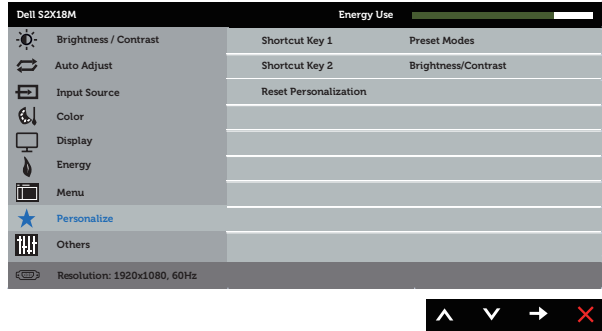 Dell S2X18M Energy Use
Brightness / Contrast Shortcut Key 1 Preset Modes
Auto Adjust Shortcut Key 2 Brightness/Contrast
Input Source Reset Personalization
Color
Display
Energy
Menu
Personalize
Others
Resolution: 1920x1080, 60Hz